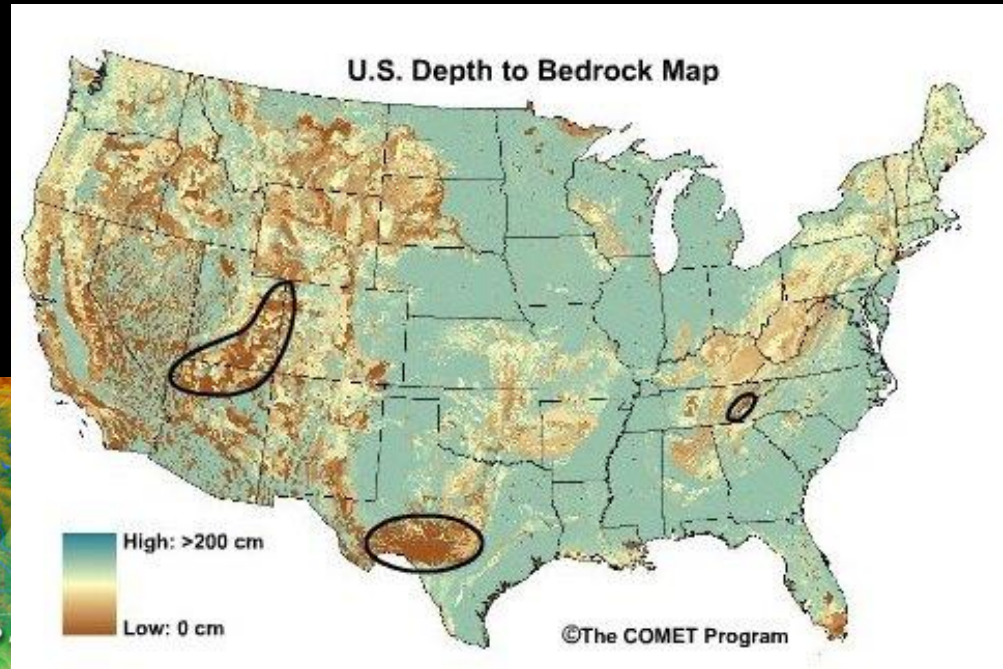 U.S. Depth to Bedrock Map
High: >200 cm
Low: 0 cm
©The COMET Program